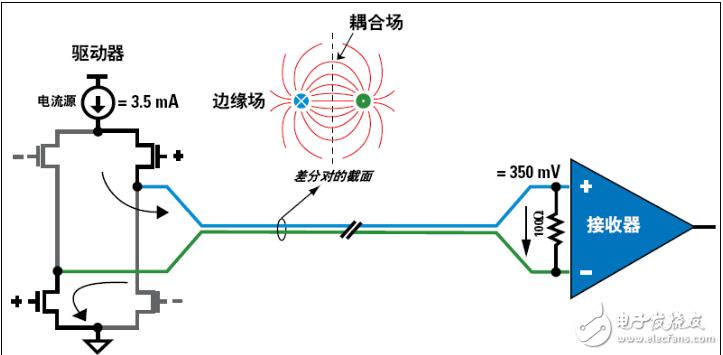 耦合场
驱动器
电流源
= 3.5 mA
边缘场
−
+
差分对的截面
= 350 mV
+
100Ω
接收器
−
+
−
电子发烧友
www.elecfans.com